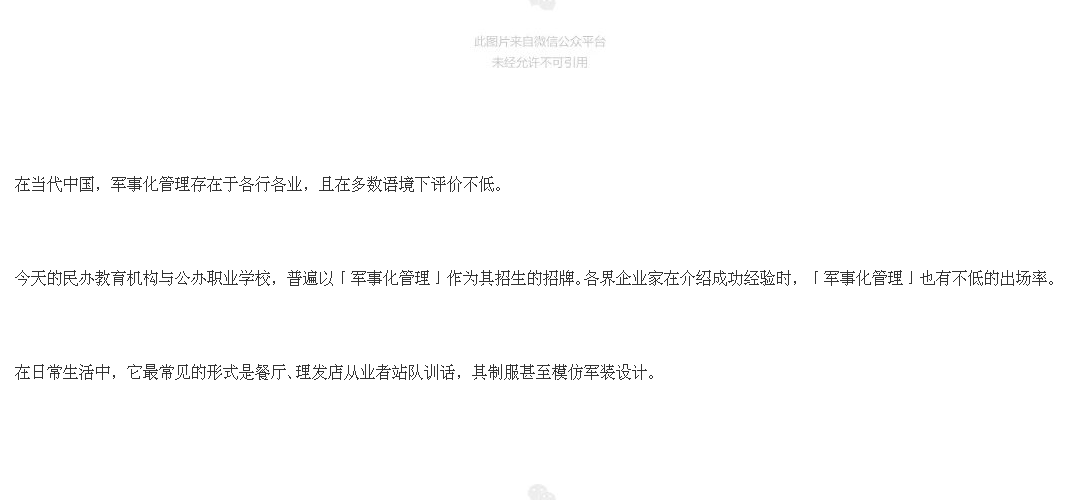 此图片来自微信公众平台
未经允许不可引用
在当代中国，军事化管理存在于各行各业，且在多数语境下评价不低。
今天的民办教育机构与公办职业学校，普遍以「军事化管理」作为其招生的招牌。各界企业家在介绍成功经验时，「军事化管理」也有不低的出场率。
在日常生活中，它最常见的形式是餐厅、理发店从业者站队训话，其制服甚至模仿军装设计。